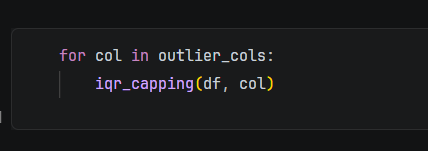 for col in outlier_cols:
    iqr_capping(df, col)